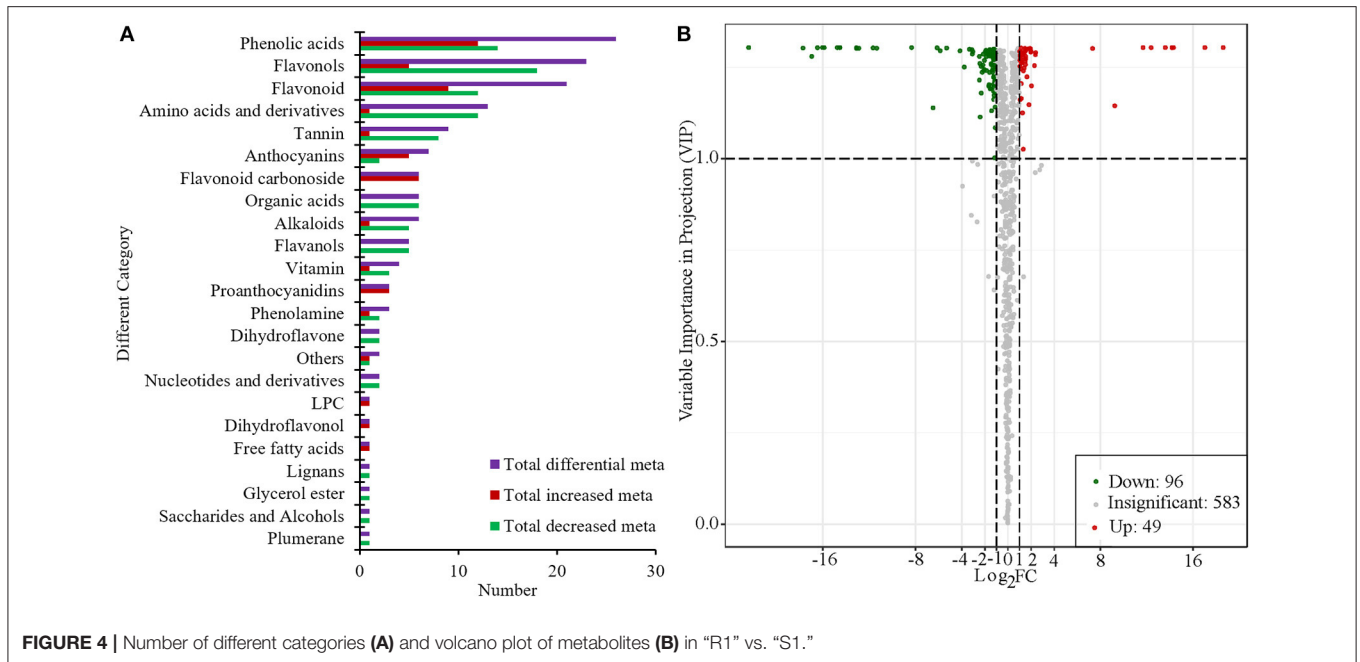 A
Different Category
Phenolic acids
Flavonols
Flavonoid
Amino acids and derivatives
Tannin
Anthocyanins
Flavonoid carbonoside
Organic acids
Alkaloids
Flavanols
Vitamin
Proanthocyanidins
Phenolamine
Dihydroflavone
Others
Nucleotides and derivatives
LPC
Dihydroflavonol
Free fatty acids
Lignans
Glycerol ester
Saccharides and Alcohols
Plumerane
Total differential meta
Total increased meta
Total decreased meta
0 10 20 30
Number
B
Variable Importance in Projection (VIP)
1.0
0.5
0.0
Down: 96
Insignificant: 583
Up: 49
-16 -8 -4 -2 -1 0 1 2 4 8 16
Log2FC
FIGURE 4 | Number of different categories (A) and volcano plot of metabolites (B) in “R1” vs. “S1.”